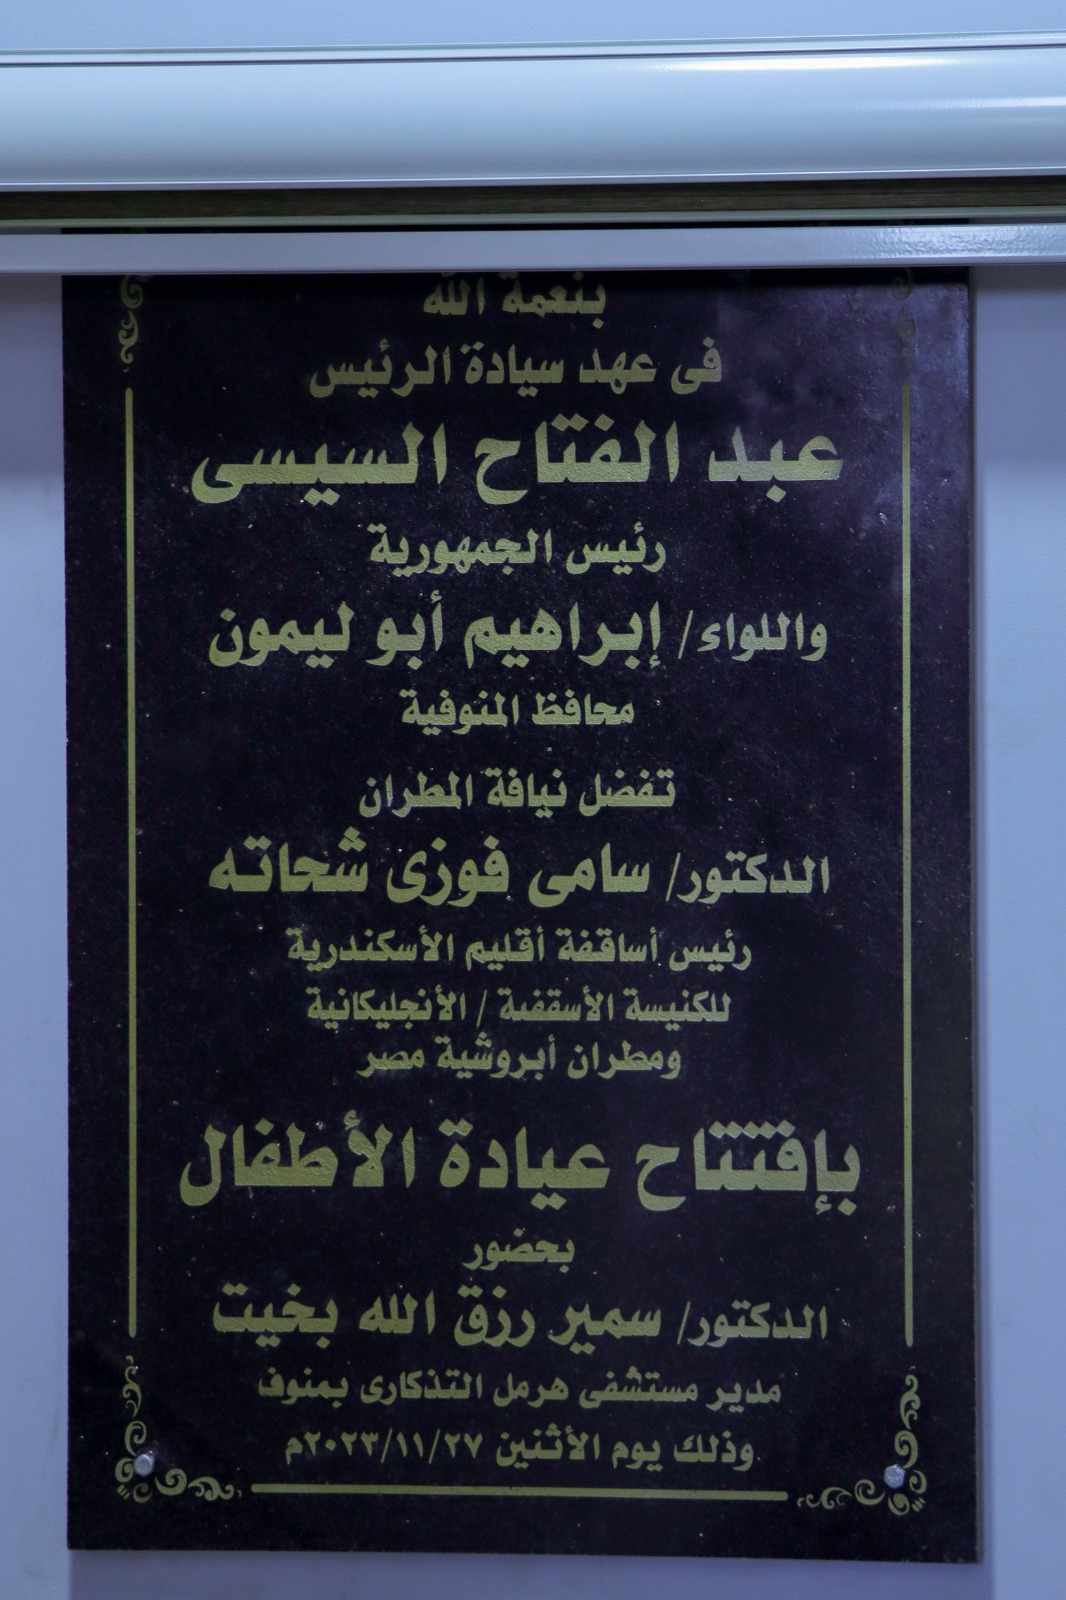 بنعمة الله
فى عهد سيادة الرئيس
عبد الفتاح السيسى
رئيس الجمهورية
واللواء/ إبراهيم أبو ليمون
محافظ المنوفية
تفضل نيافة المطران
الدكتور/ سامى فوزى شحاته
رئيس أساقفة أقليم الأسكندرية
للكنيسة الأسقفية / الأنجليكانية
ومطران أبروشية مصر
بإفتتاح عيادة الأطفال
بحضور
الدكتور/ سمير رزق الله بخيت
مدير مستشفى هرمل التذكارى بمنوف
وذلك يوم الأثنين ٢٠٢٣/١١/٢٧م